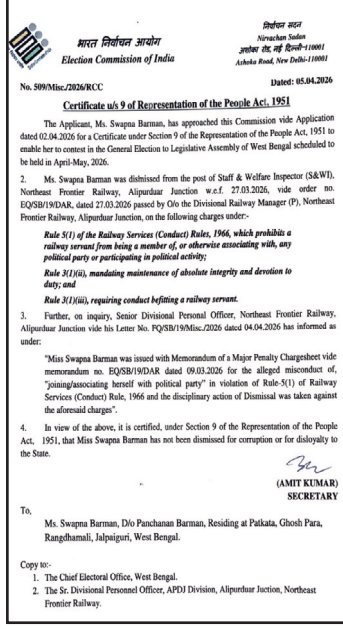 भारत निर्वाचन आयोग
Election Commission of India
निर्वाचन सदन
Nirvachan Sadan
अशोका रोड, नई दिल्ली-110001
Ashoka Road, New Delhi-110001
No. 509/Misc./2026/RCC
Dated: 05.04.2026
Certificate u/s 9 of Representation of the People Act, 1951
The Applicant, Ms. Swapna Barman, has approached this Commission vide Application
dated 02.04.2026 for a Certificate under Section 9 of the Representation of the People Act, 1951 to
enable her to contest in the General Election to Legislative Assembly of West Bengal scheduled to
be held in April-May, 2026.
2. Ms. Swapna Barman was dismissed from the post of Staff & Welfare Inspector (S&WI),
Northeast Frontier Railway, Alipurduar Junction w.e.f. 27.03.2026, vide order no.
EQ/SB/19/DAR, dated 27.03.2026 passed by O/o the Divisional Railway Manager (P), Northeast
Frontier Railway, Alipurduar Junction, on the following charges under:-
Rule 5(1) of the Railway Services (Conduct) Rules, 1966, which prohibits a
railway servant from being a member of, or otherwise associating with, any
political party or participating in political activity;
Rule 3(1)(ii), mandating maintenance of absolute integrity and devotion to
duty; and
Rule 3(1)(iii), requiring conduct befitting a railway servant.
3. Further, on inquiry, Senior Divisional Personnel Officer, Northeast Frontier Railway,
Alipurduar Junction vide his Letter No. FQ/SB/19/Misc./2026 dated 04.04.2026 has informed as
under:
"Miss Swapna Barman was issued with Memorandum of a Major Penalty Chargesheet vide
memorandum no. EQ/SB/19/DAR dated 09.03.2026 for the alleged misconduct of,
"joining/associating herself with political party" in violation of Rule-5(1) of Railway
Services (Conduct) Rule, 1966 and the disciplinary action of Dismissal was taken against
the aforesaid charges".
4. In view of the above, it is certified, under Section 9 of the Representation of the People
Act, 1951, that Miss Swapna Barman has not been dismissed for corruption or for disloyalty to
the State.
(AMIT KUMAR)
SECRETARY
To,
Ms. Swapna Barman, D/o Panchanan Barman, Residing at Patkata, Ghosh Para,
Rangdhamali, Jalpaiguri, West Bengal.
Copy to:-
1. The Chief Electoral Office, West Bengal.
2. The Sr. Divisional Personnel Officer, APDJ Division, Alipurduar Juction, Northeast
Frontier Railway.